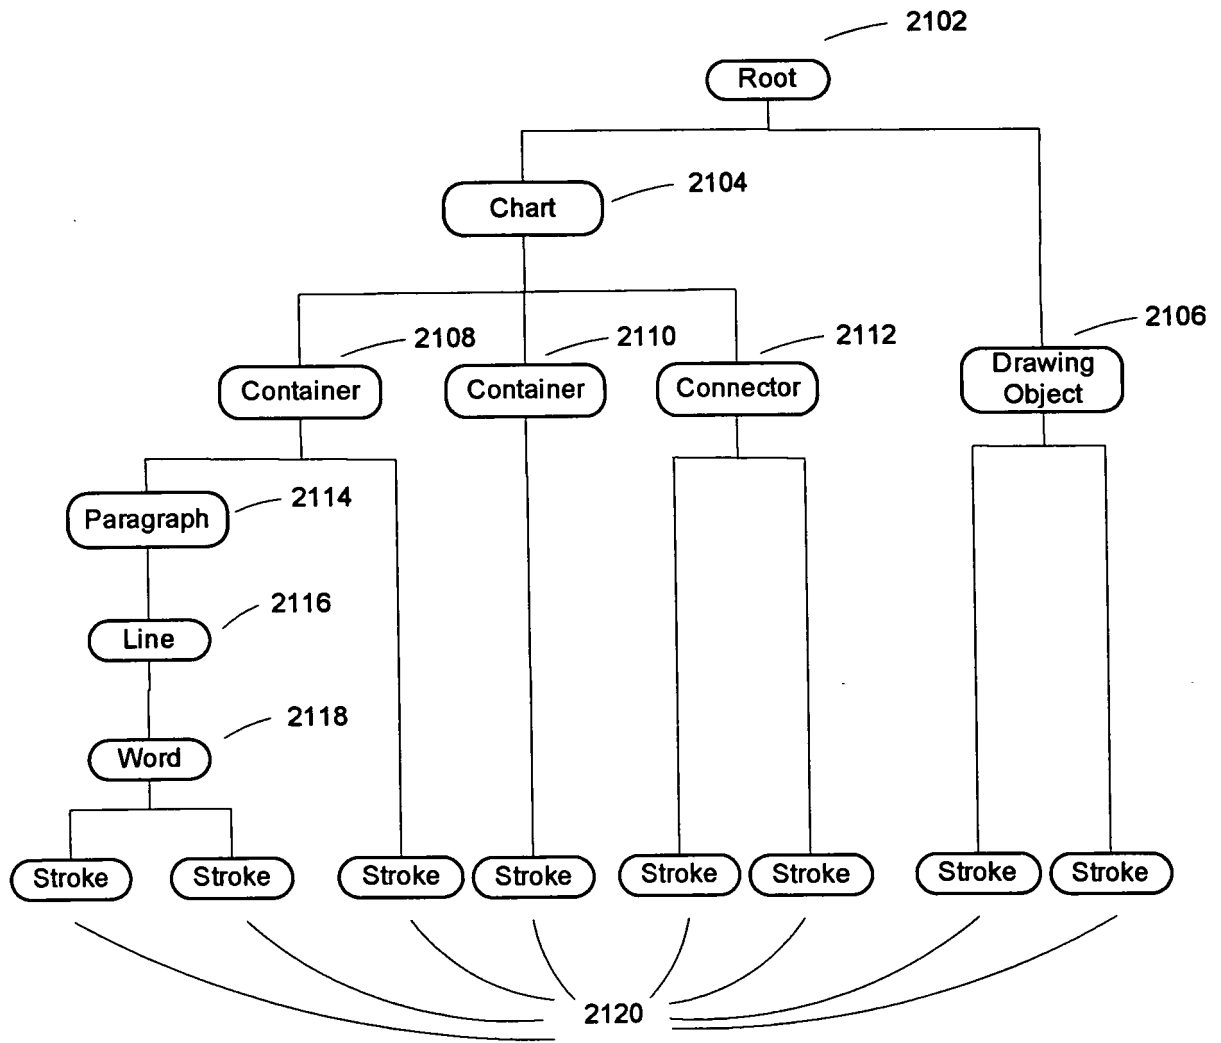 2102
Root
2104
Chart
2108
2110
2112
2106
Container
Container
Connector
Drawing
Object
2114
Paragraph
2116
Line
2118
Word
Stroke
Stroke
Stroke
Stroke
Stroke
Stroke
Stroke
Stroke
2120